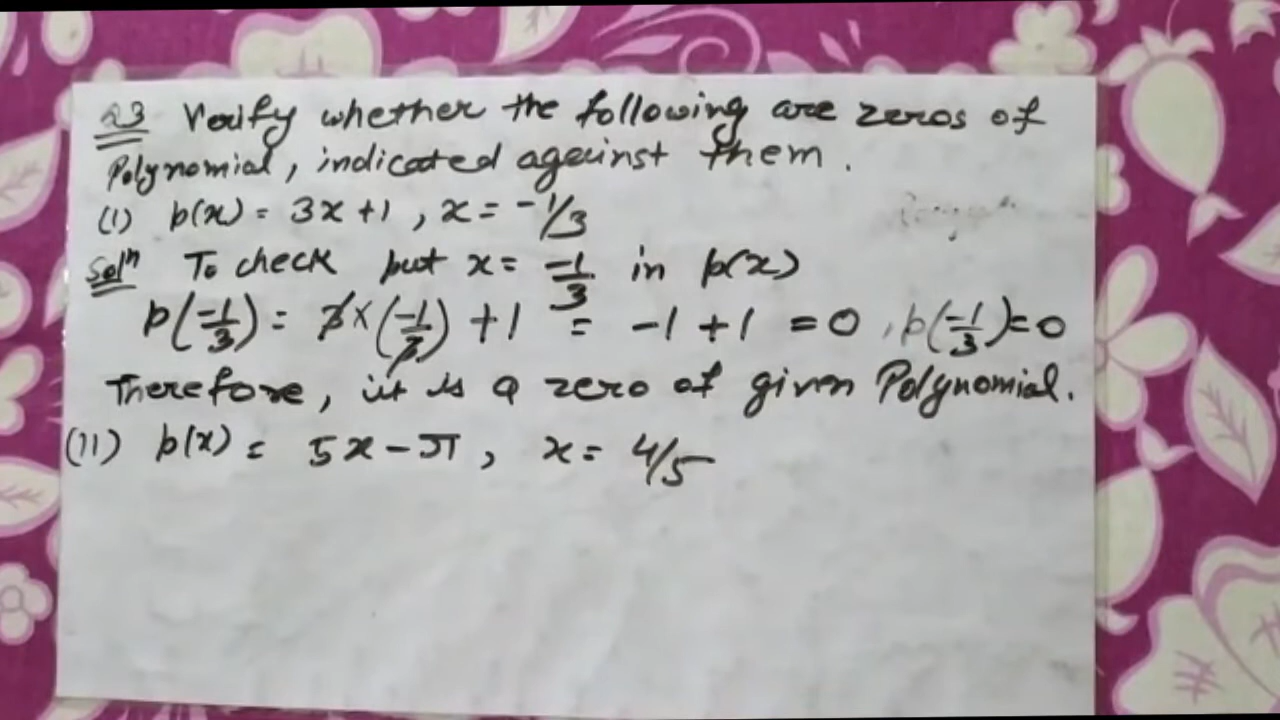 Q3 Verify whether the following are zeros of
Polynomial, indicated against them.
(i) p(x) = 3x+1, x = -1/3
Solⁿ To check put x = -1/3 in p(x)
p(-1/3) = 3×(-1/3) +1 = -1+1 = 0, p(-1/3)=0
Therefore, it is a zero of given Polynomial.
(ii) p(x) = 5x-π, x = 4/5